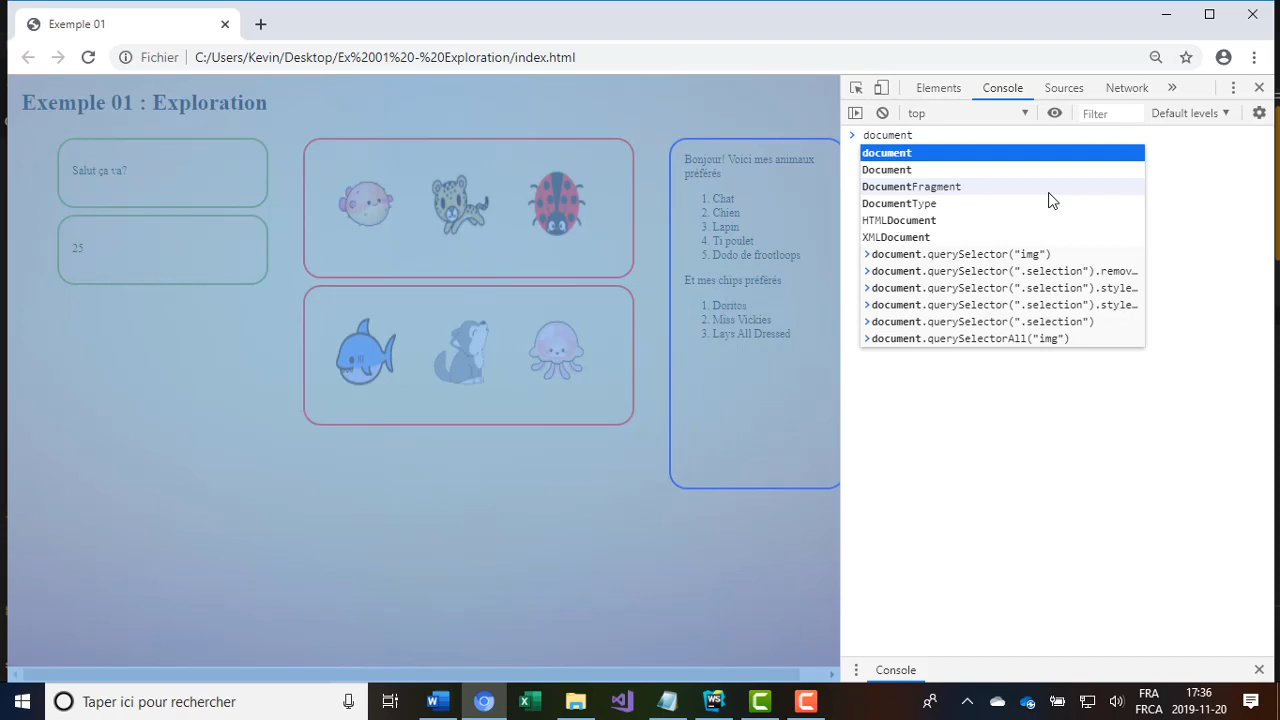 Exemple 01
Fichier
C:/Users/Kevin/Desktop/Ex%2001%20-%20Exploration/index.html
Exemple 01 : Exploration
Salut ça va?
25
Bonjour! Voici mes animaux
préférés
1. Chat
2. Chien
3. Lapin
4. Ti poulet
5. Dodo de frootloops
Et mes chips préférés
1. Doritos
2. Miss Vickies
3. Lays All Dressed
Elements Console Sources Network »
top Filter Default levels
> document
document
Document
DocumentFragment
DocumentType
HTMLDocument
XMLDocument
> document.querySelector("img")
> document.querySelector(".selection").remov…
> document.querySelector(".selection").style…
> document.querySelector(".selection").style…
> document.querySelector(".selection")
> document.querySelectorAll("img")
Console
Taper ici pour rechercher
FRA
FRCA
17:36
2019-11-20